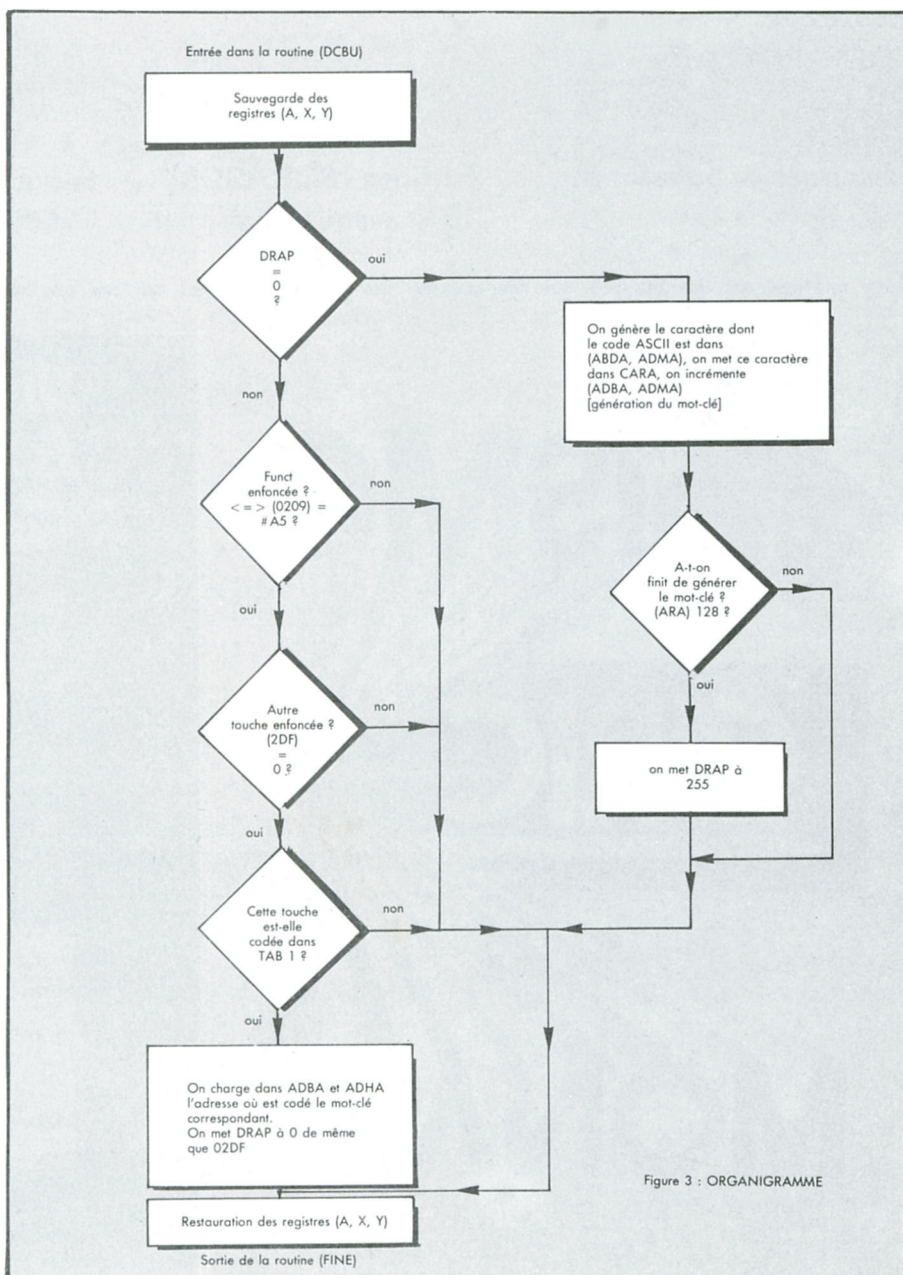 Entrée dans la routine (DCBU)
Sauvegarde des
registres (A, X, Y)
DRAP
=
0
?
oui
non
On génère le caractère dont
le code ASCII est dans
(ABDA, ADMA), on met ce caractère
dans CARA, on incrémente
(ADBA, ADMA)
[génération du mot-clé]
Funct
enfoncée ?
< = > (0209) =
#A5 ?
non
oui
A-t-on
finit de générer
le mot-clé ?
(ARA) 128 ?
non
oui
Autre
touche enfoncée ?
(2DF)
=
0 ?
non
oui
on met DRAP à
255
Cette touche
est-elle
codée dans
TAB 1 ?
non
oui
On charge dans ADBA et ADHA
l'adresse où est codé le mot-clé
correspondant.
On met DRAP à 0 de même
que 02DF
Figure 3 : ORGANIGRAMME
Restauration des registres (A, X, Y)
Sortie de la routine (FINE)